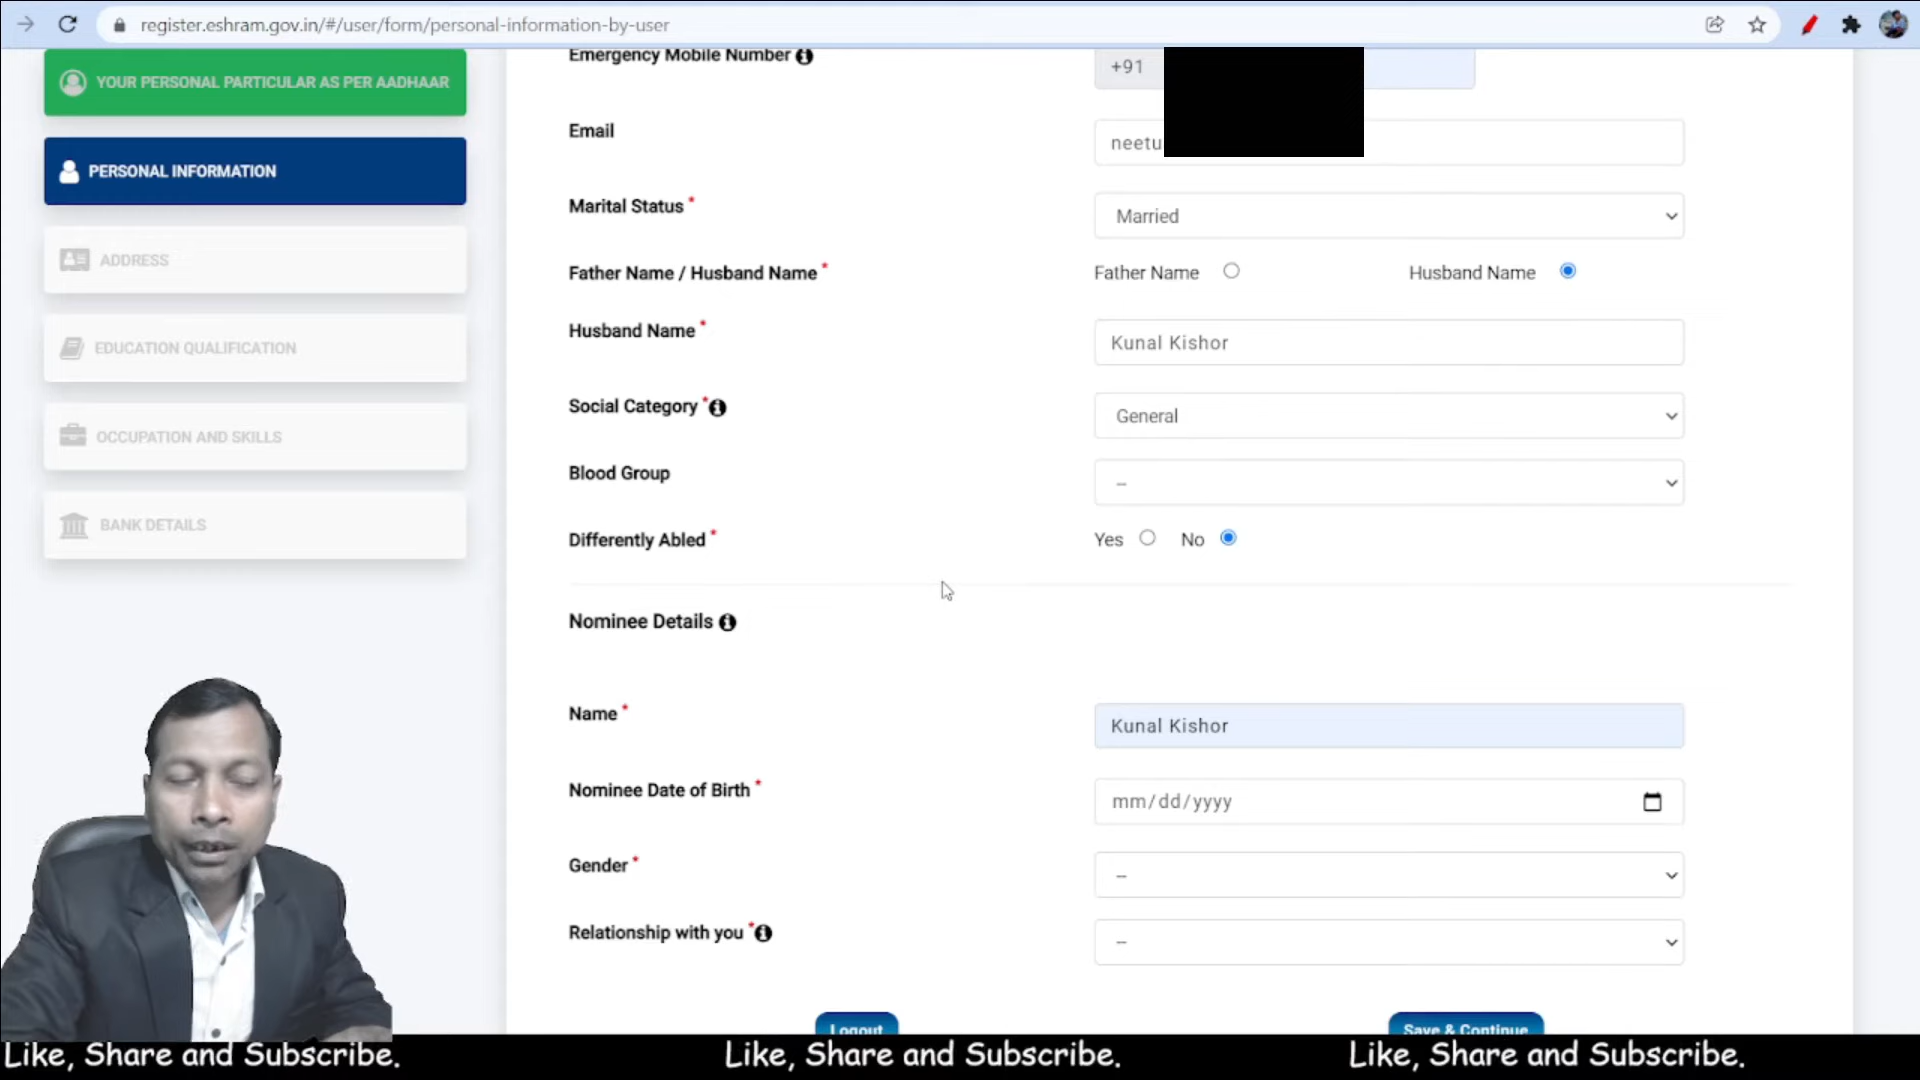 register.eshram.gov.in/#/user/form/personal-information-by-user
YOUR PERSONAL PARTICULAR AS PER AADHAAR
PERSONAL INFORMATION
ADDRESS
EDUCATION QUALIFICATION
OCCUPATION AND SKILLS
BANK DETAILS
Emergency Mobile Number
+91
Email
neetu
Marital Status *
Married
Father Name / Husband Name *
Father Name
Husband Name
Husband Name *
Kunal Kishor
Social Category *
General
Blood Group
--
Differently Abled *
Yes
No
Nominee Details
Name *
Kunal Kishor
Nominee Date of Birth *
mm/dd/yyyy
Gender *
--
Relationship with you *
--
Logout
Save & Continue
Like, Share and Subscribe.
Like, Share and Subscribe.
Like, Share and Subscribe.